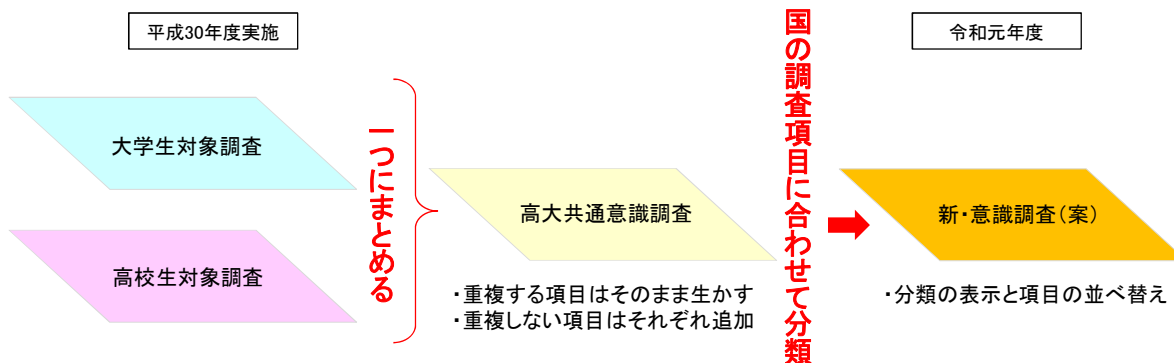 平成30年度実施
大学生対象調査
高校生対象調査
一つにまとめる
高大共通意識調査
・重複する項目はそのまま生かす
・重複しない項目はそれぞれ追加
国の調査項目に合わせて分類
令和元年度
新・意識調査(案)
・分類の表示と項目の並べ替え